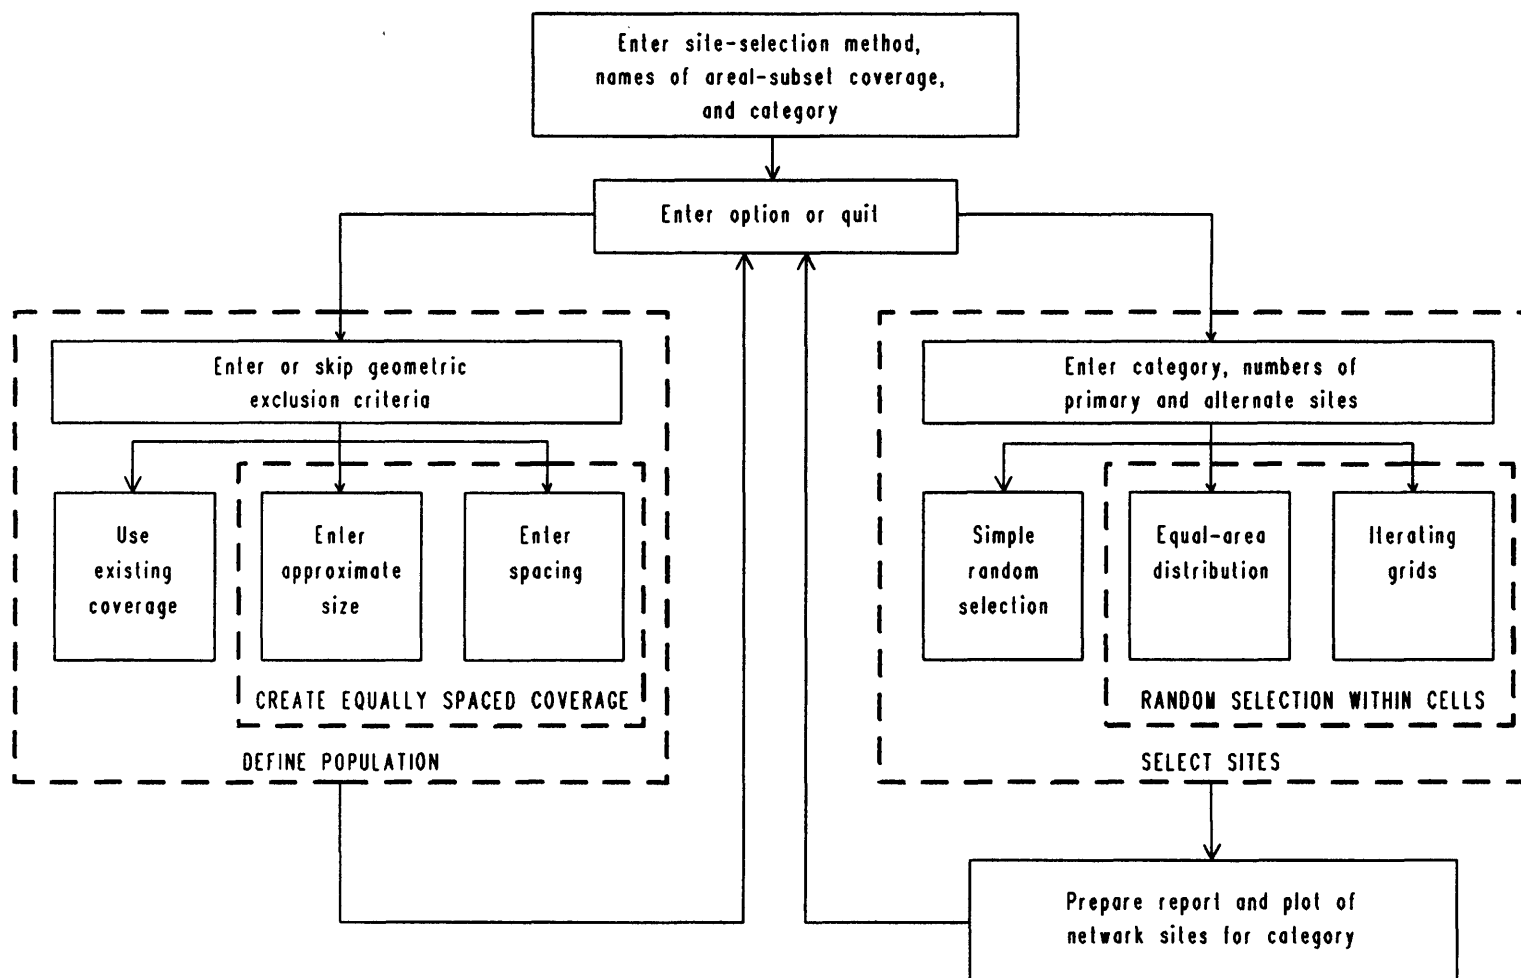 Enter site-selection method,
names of areal-subset coverage,
and category
Enter option or quit
Enter or skip geometric
exclusion criteria
Use
existing
coverage
Enter
approximate
size
Enter
spacing
CREATE EQUALLY SPACED COVERAGE
DEFINE POPULATION
Enter category, numbers of
primary and alternate sites
Simple
random
selection
Equal-area
distribution
Iterating
grids
RANDOM SELECTION WITHIN CELLS
SELECT SITES
Prepare report and plot of
network sites for category